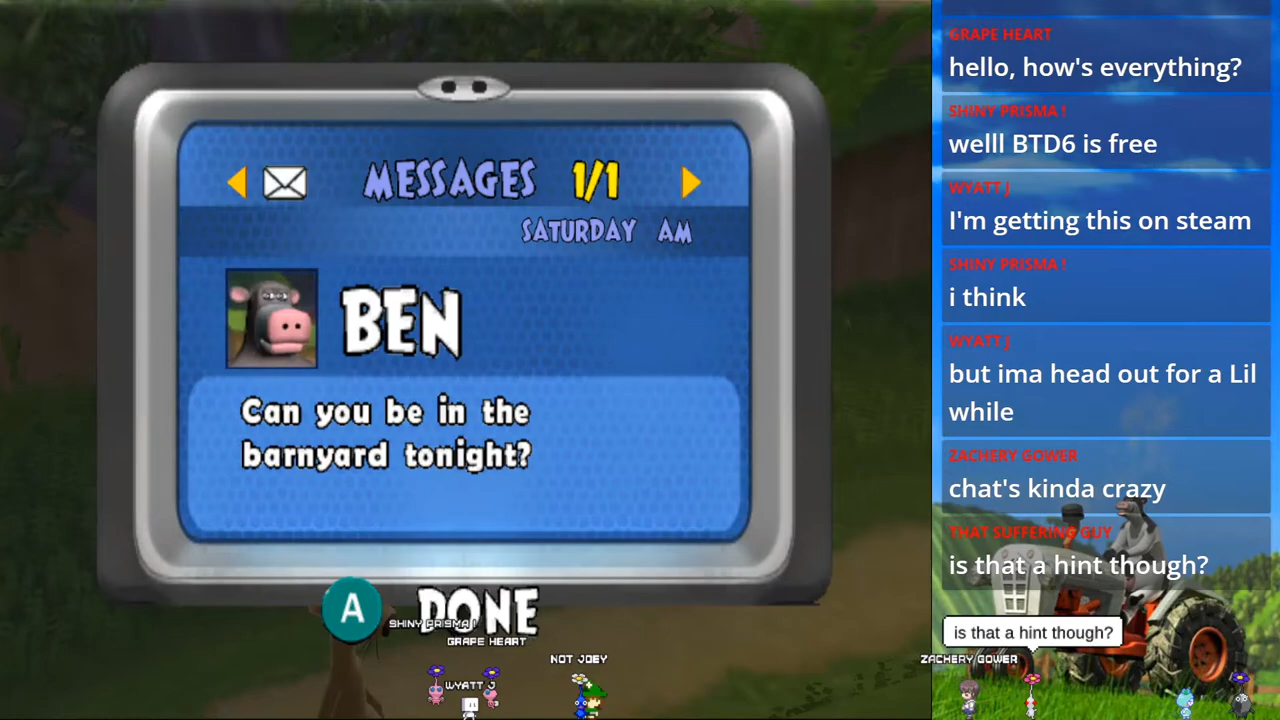 MESSAGES 1/1
SATURDAY AM
BEN
Can you be in the
barnyard tonight?
A DONE
SHINY PRISMA !
GRAPE HEART
WYATT J
NOT JOEY
GRAPE HEART
hello, how's everything?
SHINY PRISMA !
welll BTD6 is free
WYATT J
I'm getting this on steam
SHINY PRISMA !
i think
WYATT J
but ima head out for a Lil
while
ZACHERY GOWER
chat's kinda crazy
THAT SUFFERING GUY
is that a hint though?
is that a hint though?
ZACHERY GOWER